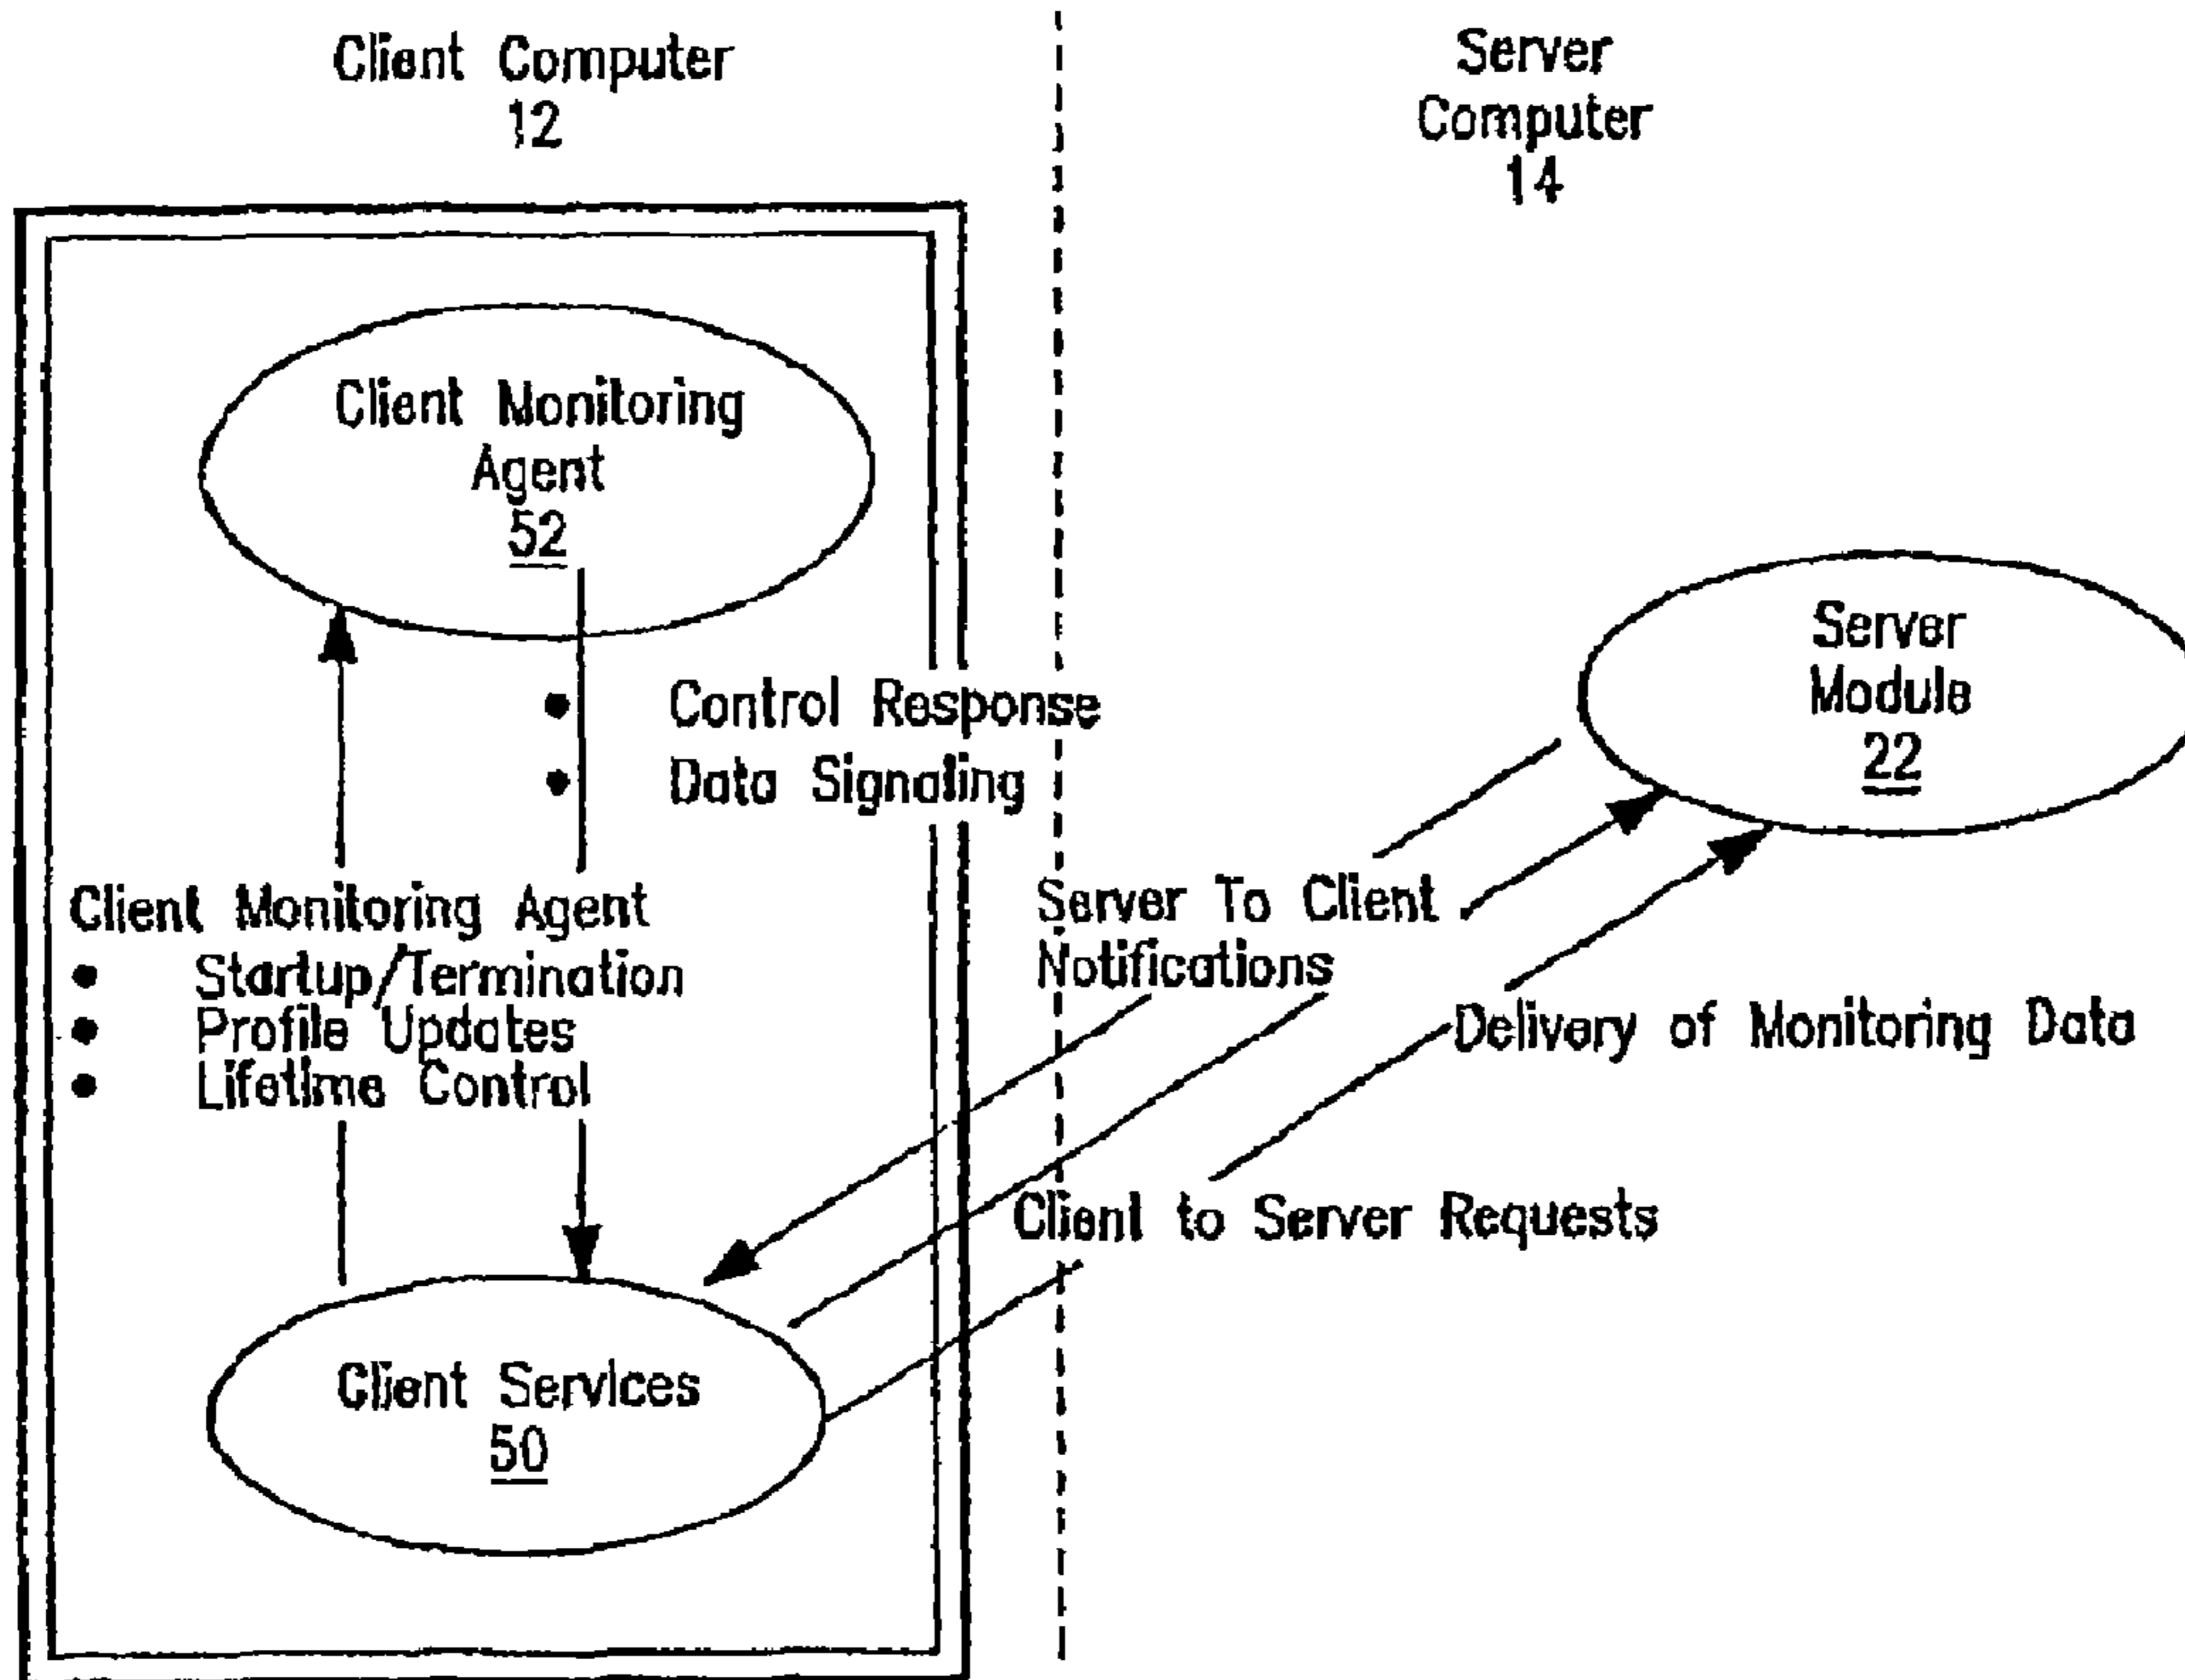 Client Computer
12
Server
Computer
14
Client Monitoring
Agent
52
Server
Module
22
• Control Response
• Data Signaling
Client Monitoring Agent
• Startup/Termination
• Profile Updates
• Lifetime Control
Server To Client
Notifications
Delivery of Monitoring Data
Client to Server Requests
Client Services
50